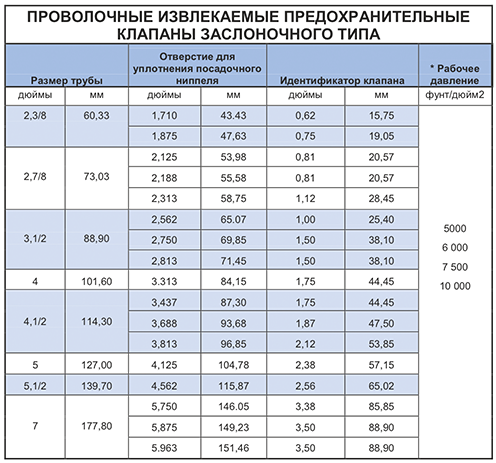 ПРОВОЛОЧНЫЕ ИЗВЛЕКАЕМЫЕ ПРЕДОХРАНИТЕЛЬНЫЕ
КЛАПАНЫ ЗАСЛОНОЧНОГО ТИПА
Размер трубы
Отверстие для
уплотнения посадочного
ниппеля
Идентификатор клапана
* Рабочее
давление
дюймы мм дюймы мм дюймы мм фунт/дюйм2
2,3/8 60,33 1,710 43.43 0,62 15,75
1,875 47,63 0,75 19,05
2,7/8 73,03 2,125 53,98 0,81 20,57
2,188 55,58 0,81 20,57
2.313 58,75 1,12 28,45
3,1/2 88,90 2,562 65.07 1,00 25,40
2,750 69,85 1,50 38,10
2,813 71,45 1,50 38,10
4 101,60 3.313 84,15 1,75 44,45
4,1/2 114,30 3,437 87,30 1,75 44,45
3,688 93,68 1,87 47,50
3,813 96,85 2,12 53,85
5 127,00 4,125 104,78 2,38 57,15
5,1/2 139,70 4,562 115,87 2,56 65,02
7 177,80 5,750 146.05 3,38 85,85
5,875 149,23 3,50 88,90
5.963 151,46 3,50 88,90
5000
6 000
7 500
10 000